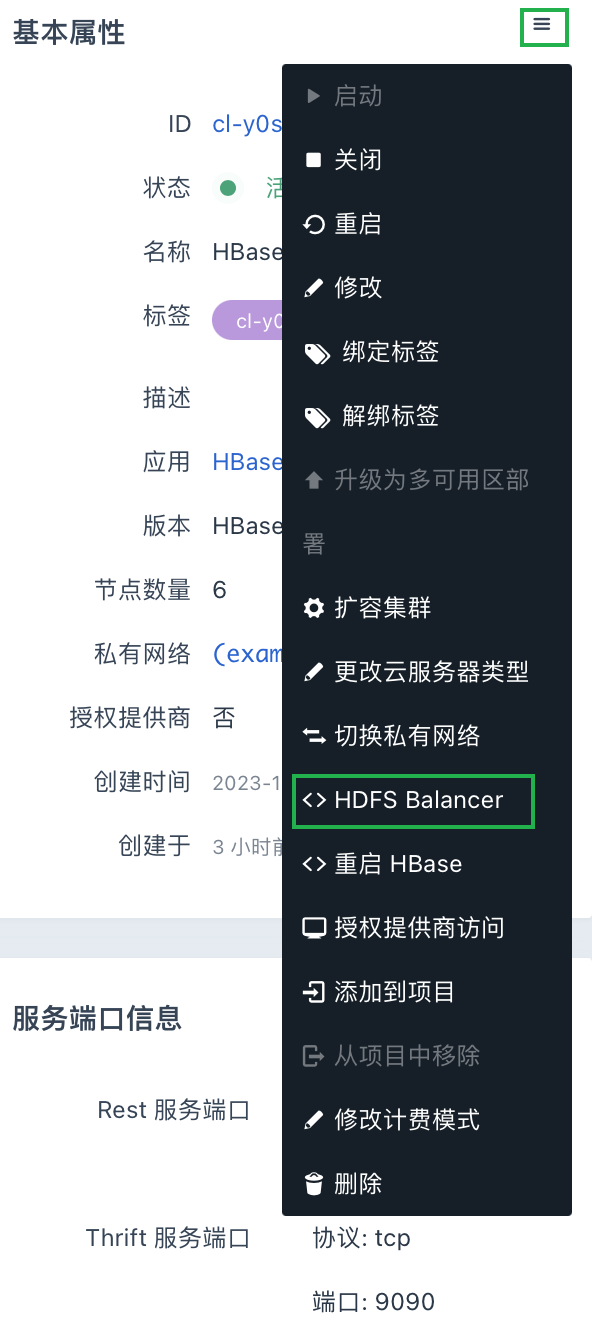 基本属性
ID cl-y0s
状态 活
名称 HBase
标签 cl-y0
描述
应用 HBase
版本 HBase
节点数量 6
私有网络 (exam
授权提供商 否
创建时间 2023-1
创建于 3 小时前
启动
关闭
重启
修改
绑定标签
解绑标签
升级为多可用区部
署
扩容集群
更改云服务器类型
切换私有网络
HDFS Balancer
重启 HBase
授权提供商访问
添加到项目
从项目中移除
修改计费模式
删除
服务端口信息
Rest 服务端口
Thrift 服务端口 协议: tcp
端口: 9090